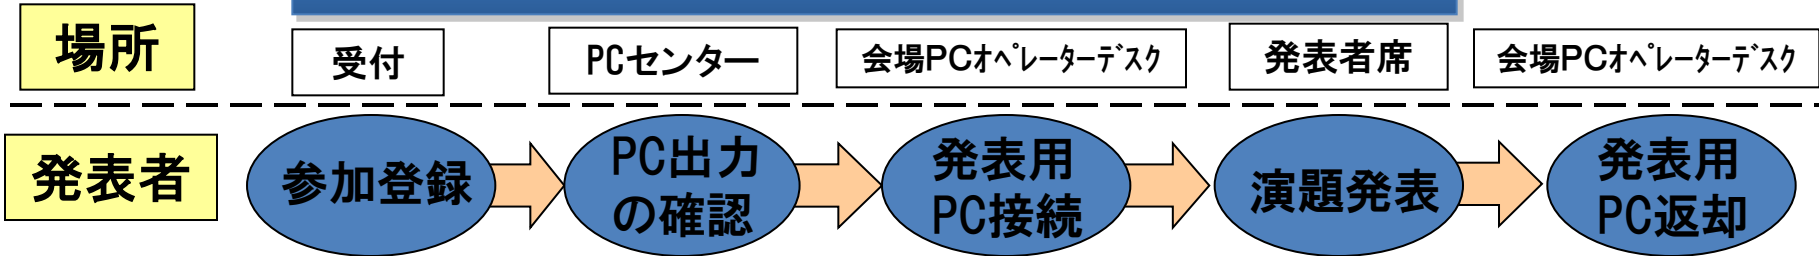 場所
受付
PCセンター
会場PCｵﾍﾟﾚｰﾀｰﾃﾞｽｸ
発表者席
会場PCｵﾍﾟﾚｰﾀｰﾃﾞｽｸ
発表者
参加登録
PC出力
の確認
発表用
PC接続
演題発表
発表用
PC返却